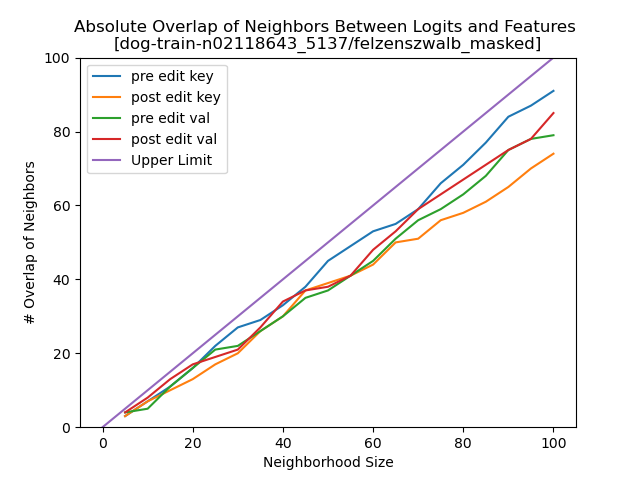 Absolute Overlap of Neighbors Between Logits and Features
[dog-train-n02118643_5137/felzenszwalb_masked]
pre edit key
post edit key
pre edit val
post edit val
Upper Limit
100
80
60
40
20
0
# Overlap of Neighbors
0 20 40 60 80 100
Neighborhood Size